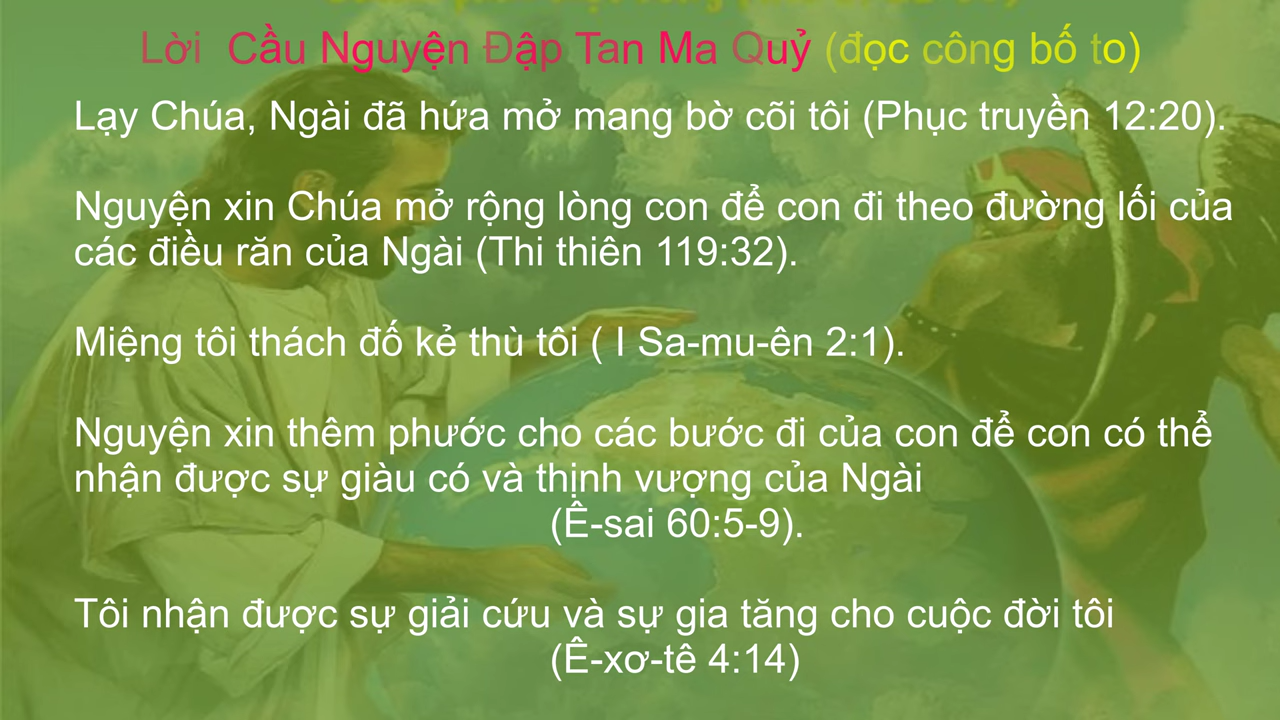 Lời Cầu Nguyện Đập Tan Ma Quỷ (đọc công bố to)
Lạy Chúa, Ngài đã hứa mở mang bờ cõi tôi (Phục truyền 12:20).
Nguyện xin Chúa mở rộng lòng con để con đi theo đường lối của
các điều răn của Ngài (Thi thiên 119:32).
Miệng tôi thách đố kẻ thù tôi ( I Sa-mu-ên 2:1).
Nguyện xin thêm phước cho các bước đi của con để con có thể
nhận được sự giàu có và thịnh vượng của Ngài
(Ê-sai 60:5-9).
Tôi nhận được sự giải cứu và sự gia tăng cho cuộc đời tôi
(Ê-xơ-tê 4:14)